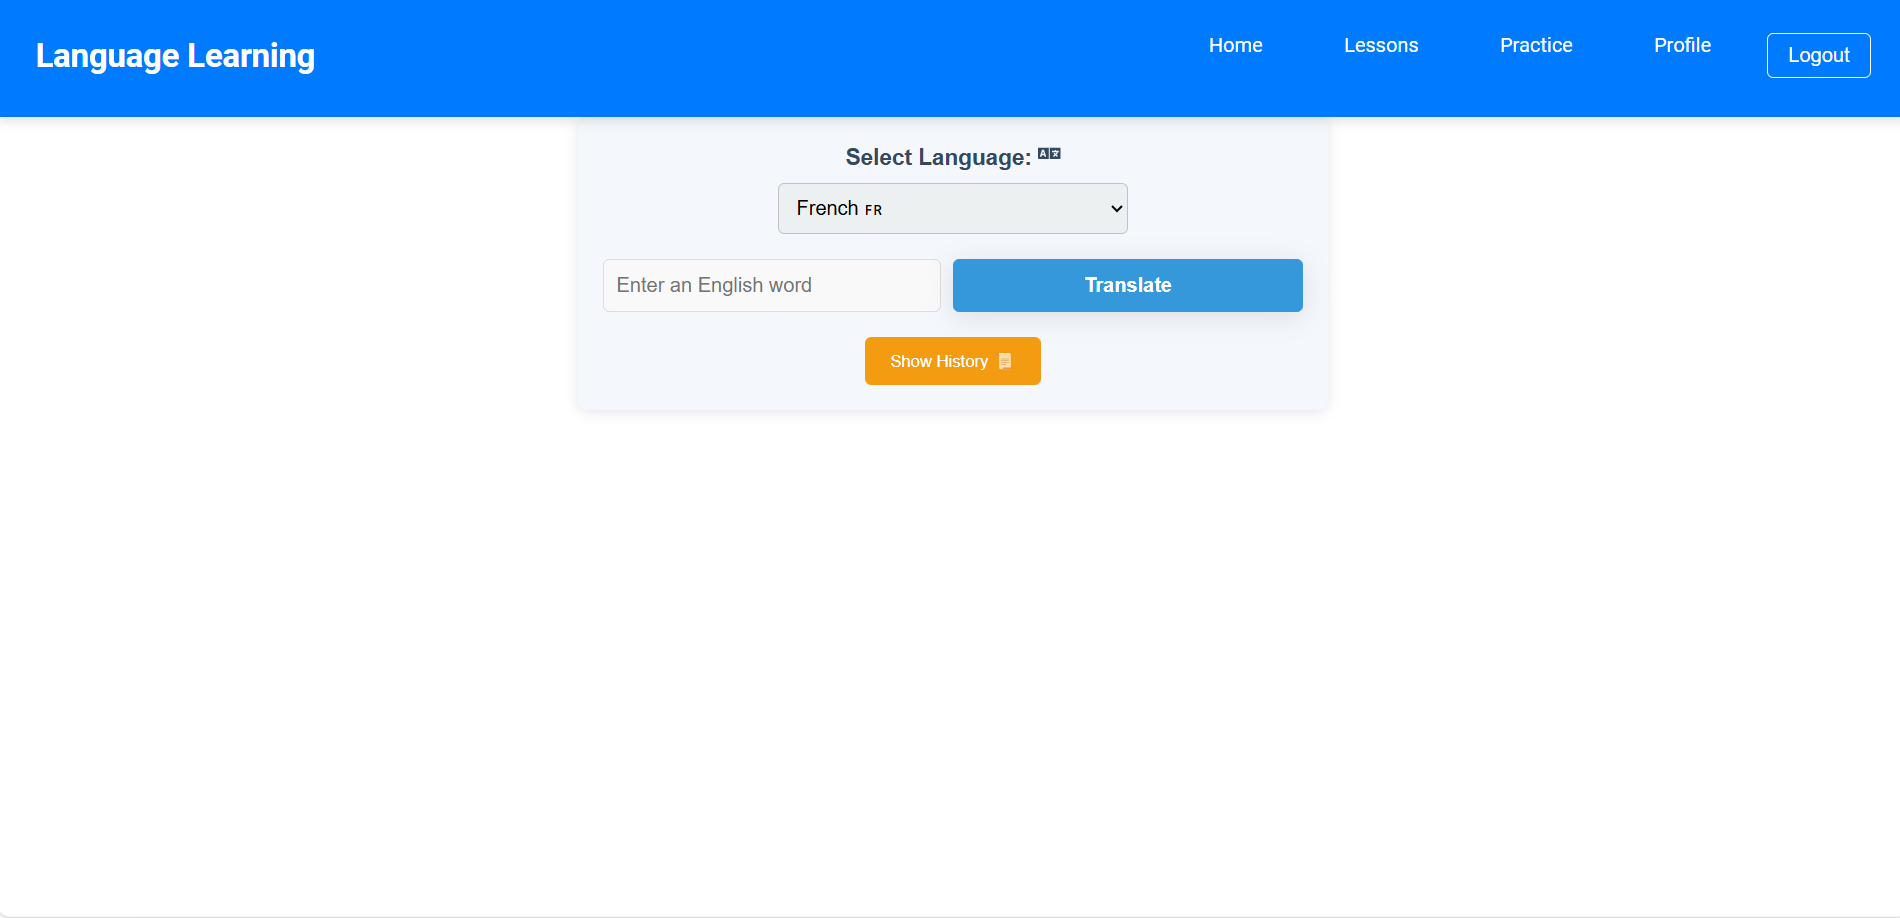 Language Learning
Home
Lessons
Practice
Profile
Logout
Select Language:
French FR
Enter an English word
Translate
Show History